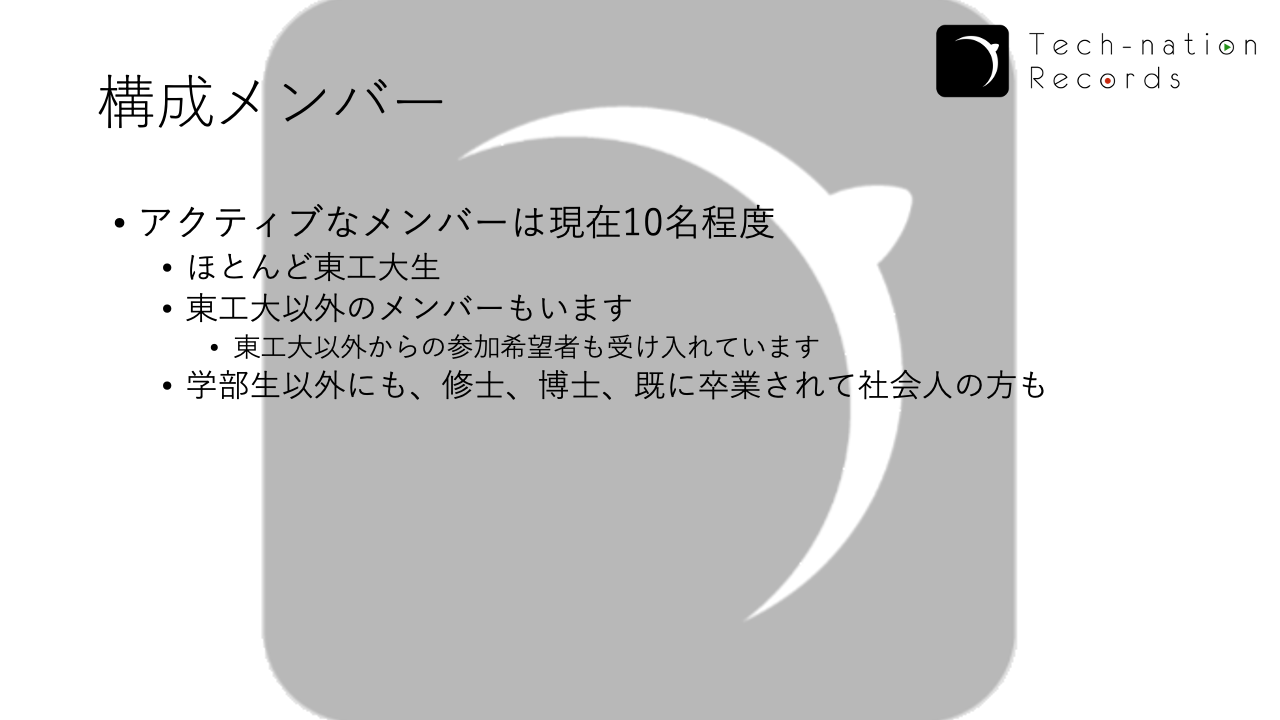 Tech-nation
Records
構成メンバー
• アクティブなメンバーは現在10名程度
• ほとんど東工大生
• 東工大以外のメンバーもいます
• 東工大以外からの参加希望者も受け入れています
• 学部生以外にも、修士、博士、既に卒業されて社会人の方も